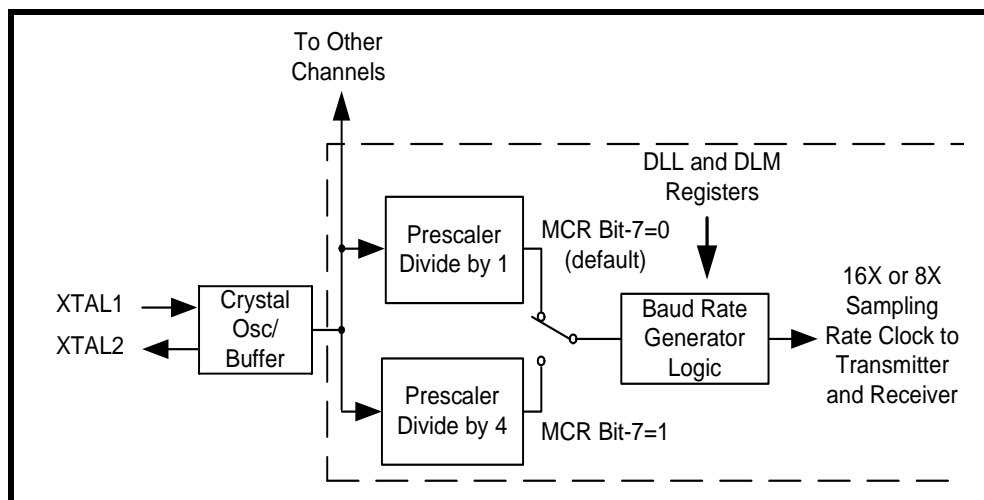 To Other
Channels
DLL and DLM
Registers
Prescaler
Divide by 1
MCR Bit-7=0
(default)
XTAL1
XTAL2
Crystal
Osc/
Buffer
Baud Rate
Generator
Logic
16X or 8X
Sampling
Rate Clock to
Transmitter
and Receiver
Prescaler
Divide by 4
MCR Bit-7=1